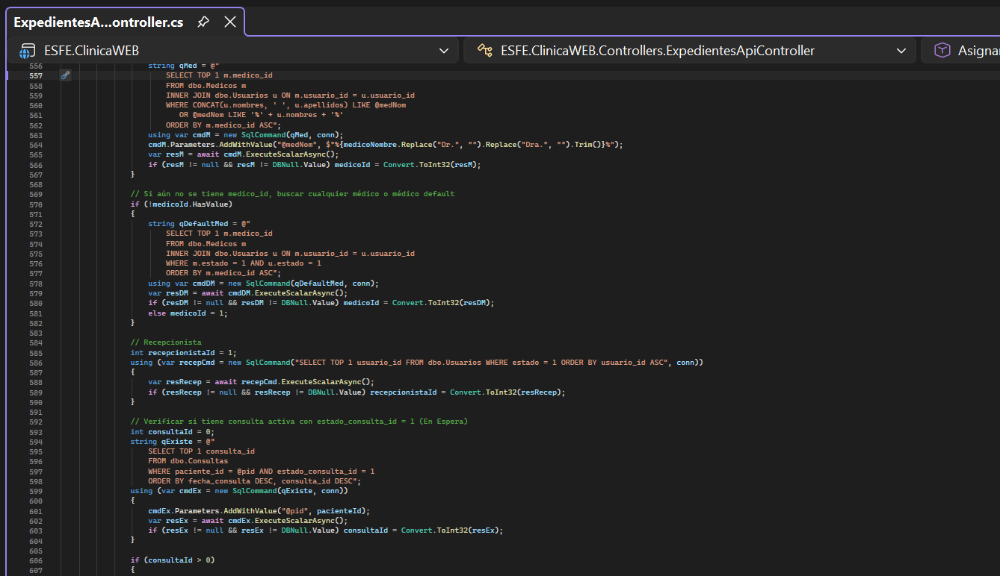 ExpedientesA...ontroller.cs
ESFE.ClinicaWEB
ESFE.ClinicaWEB.Controllers.ExpedientesApiController
Asignar
556 string qMed = @"
557 SELECT TOP 1 m.medico_id
558 FROM dbo.Medicos m
559 INNER JOIN dbo.Usuarios u ON m.usuario_id = u.usuario_id
560 WHERE CONCAT(u.nombres, ' ', u.apellidos) LIKE @medNom
561 OR @medNom LIKE '%' + u.nombres + '%'
562 ORDER BY m.medico_id ASC";
563 using var cmdM = new SqlCommand(qMed, conn);
564 cmdM.Parameters.AddWithValue("@medNom", $"%{medicoNombre.Replace("Dr.", "").Replace("Dra.", "").Trim()}%");
565 var resM = await cmdM.ExecuteScalarAsync();
566 if (resM != null && resM != DBNull.Value) medicoId = Convert.ToInt32(resM);
567 }
568
569 // Si aún no se tiene medico_id, buscar cualquier médico o médico default
570 if (!medicoId.HasValue)
571 {
572 string qDefaultMed = @"
573 SELECT TOP 1 m.medico_id
574 FROM dbo.Medicos m
575 INNER JOIN dbo.Usuarios u ON m.usuario_id = u.usuario_id
576 WHERE m.estado = 1 AND u.estado = 1
577 ORDER BY m.medico_id ASC";
578 using var cmdDM = new SqlCommand(qDefaultMed, conn);
579 var resDM = await cmdDM.ExecuteScalarAsync();
580 if (resDM != null && resDM != DBNull.Value) medicoId = Convert.ToInt32(resDM);
581 else medicoId = 1;
582 }
583
584 // Recepcionista
585 int recepcionistaId = 1;
586 using (var recepCmd = new SqlCommand("SELECT TOP 1 usuario_id FROM dbo.Usuarios WHERE estado = 1 ORDER BY usuario_id ASC", conn))
587 {
588 var resRecep = await recepCmd.ExecuteScalarAsync();
589 if (resRecep != null && resRecep != DBNull.Value) recepcionistaId = Convert.ToInt32(resRecep);
590 }
591
592 // Verificar si tiene consulta activa con estado_consulta_id = 1 (En Espera)
593 int consultaId = 0;
594 string qExiste = @"
595 SELECT TOP 1 consulta_id
596 FROM dbo.Consultas
597 WHERE paciente_id = @pid AND estado_consulta_id = 1
598 ORDER BY fecha_consulta DESC, consulta_id DESC";
599 using (var cmdEx = new SqlCommand(qExiste, conn))
600 {
601 cmdEx.Parameters.AddWithValue("@pid", pacienteId);
602 var resEx = await cmdEx.ExecuteScalarAsync();
603 if (resEx != null && resEx != DBNull.Value) consultaId = Convert.ToInt32(resEx);
604 }
605
606 if (consultaId > 0)
607 {